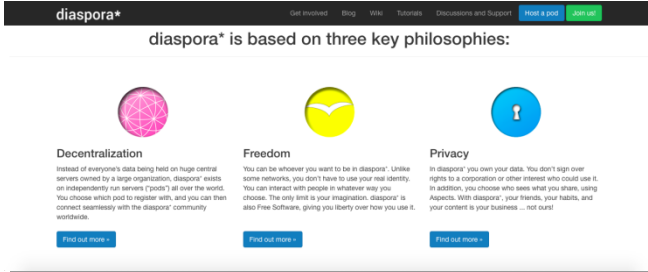 diaspora* Get involved Blog Wiki Tutorials Discussions and Support Host a pod Join us!
diaspora* is based on three key philosophies:
Decentralization
Instead of everyone's data being held on huge central
servers owned by a large organization, diaspora* exists
on independently run servers ("pods") all over the world.
You choose which pod to register with, and you can then
connect seamlessly with the diaspora* community
worldwide.
Find out more »
Freedom
You can be whoever you want to be in diaspora*. Unlike
some networks, you don't have to use your real identity.
You can interact with people in whatever way you
choose. The only limit is your imagination. diaspora* is
also Free Software, giving you liberty over how you use it.
Find out more »
Privacy
In diaspora* you own your data. You don't sign over
rights to a corporation or other interest who could use it.
In addition, you choose who sees what you share, using
Aspects. With diaspora*, your friends, your habits, and
your content is your business ... not ours!
Find out more »